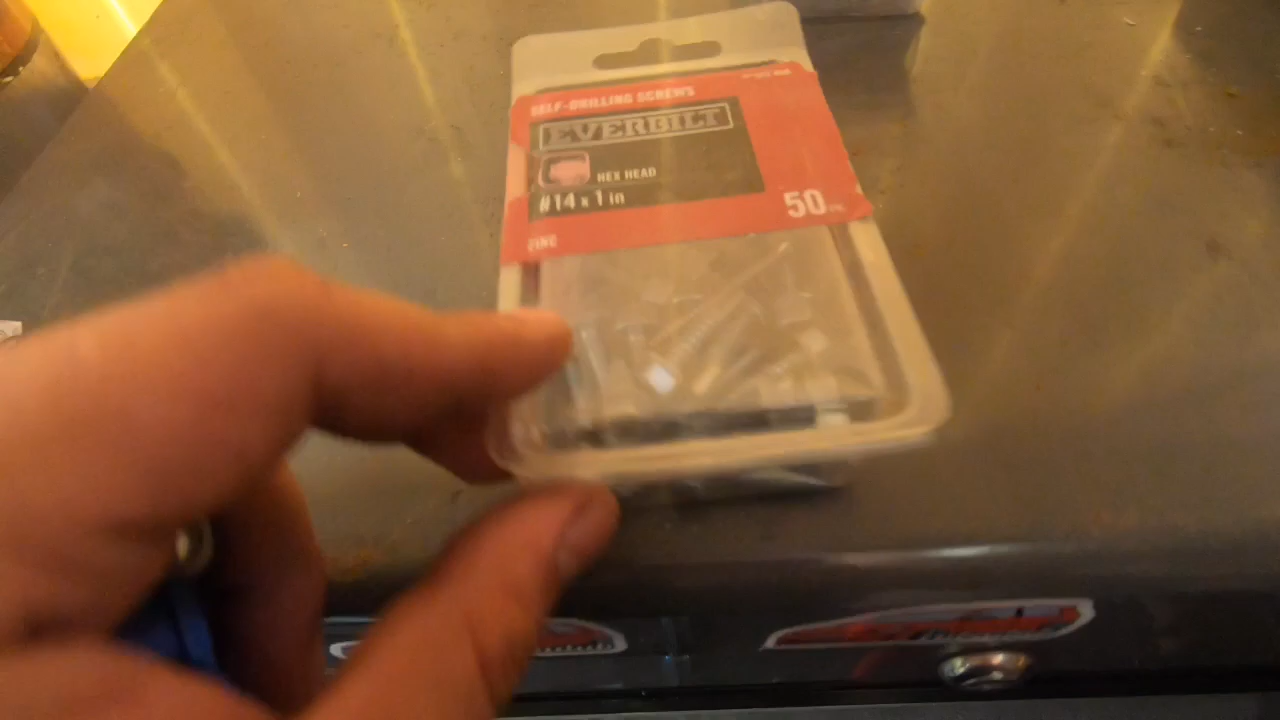 SELF-DRILLING SCREWS
EVERBILT
HEX HEAD
#14 x 1 in
50
ZINC